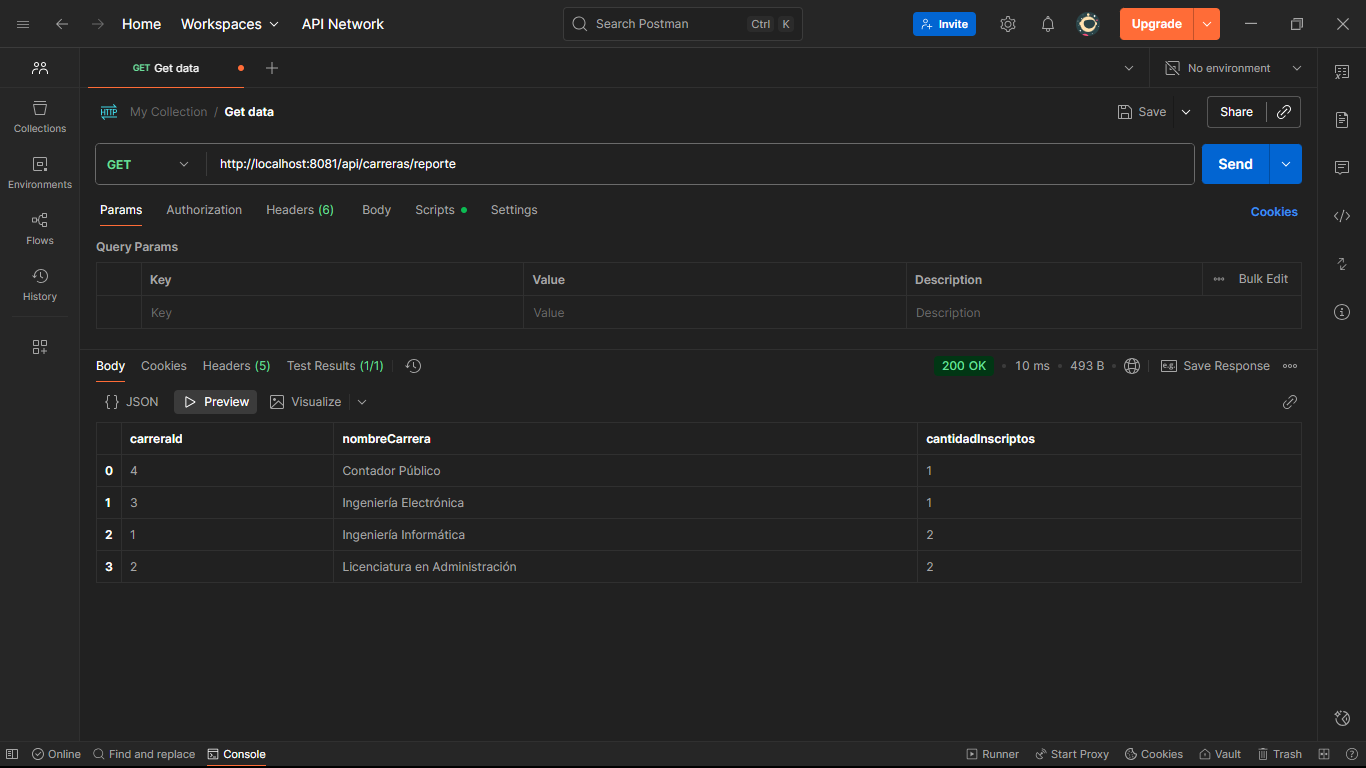 Home Workspaces API Network Search Postman Ctrl K Invite Upgrade
GET Get data No environment
HTTP My Collection / Get data Save Share
Collections
GET http://localhost:8081/api/carreras/reporte Send
Environments
Params Authorization Headers (6) Body Scripts Settings Cookies
Flows
Query Params
Key Value Description Bulk Edit
History
Key Value Description
Body Cookies Headers (5) Test Results (1/1) 200 OK 10 ms 493 B e.g. Save Response
{ } JSON Preview Visualize
carreraId nombreCarrera cantidadInscriptos
0 4 Contador Público 1
1 3 Ingeniería Electrónica 1
2 1 Ingeniería Informática 2
3 2 Licenciatura en Administración 2
Online Find and replace Console Runner Start Proxy Cookies Vault Trash